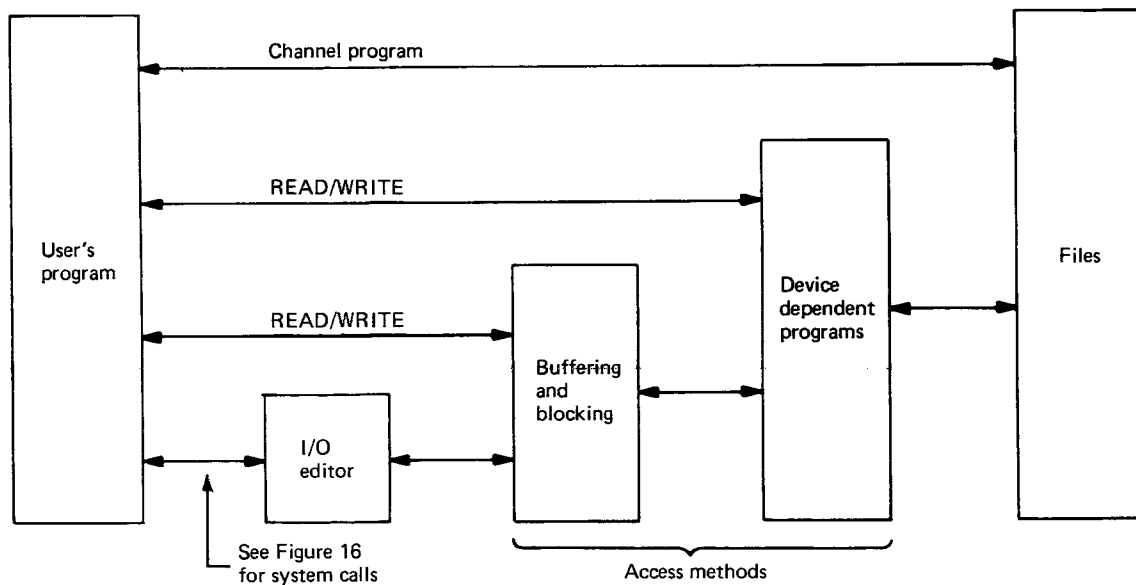 Channel program
READ/WRITE
User's
program
Files
Device
dependent
programs
READ/WRITE
Buffering
and
blocking
I/O
editor
See Figure 16
for system calls
Access methods